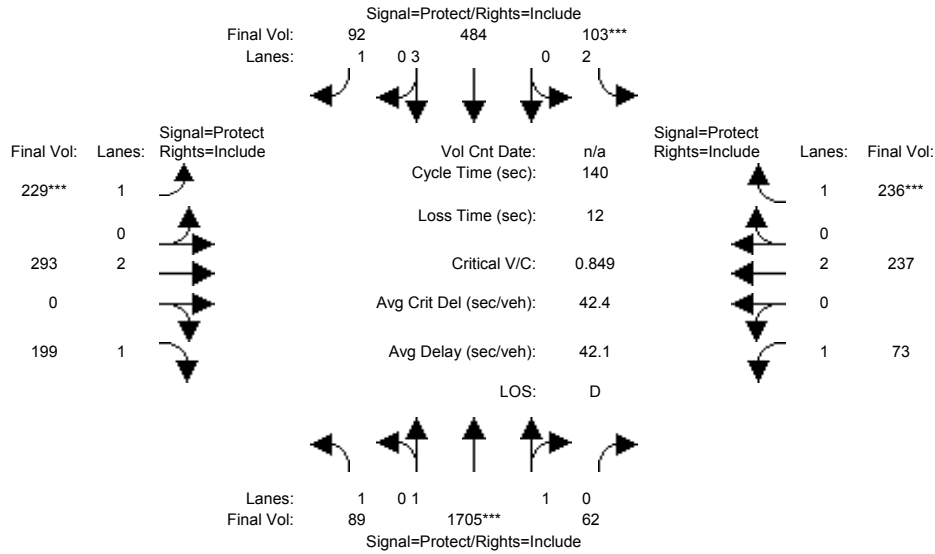 Signal=Protect/Rights=Include
Final Vol: 92 484 103***
Lanes: 1 0 3 0 2
Signal=Protect
Final Vol: Lanes: Rights=Include
Vol Cnt Date: n/a
Signal=Protect
Rights=Include Lanes: Final Vol:
Cycle Time (sec): 140
229*** 1
1 236***
Loss Time (sec): 12
0
0
293 2
Critical V/C: 0.849
2 237
0
Avg Crit Del (sec/veh): 42.4
0
199 1
Avg Delay (sec/veh): 42.1
1 73
LOS: D
Lanes: 1 0 1 1 0
Final Vol: 89 1705*** 62
Signal=Protect/Rights=Include